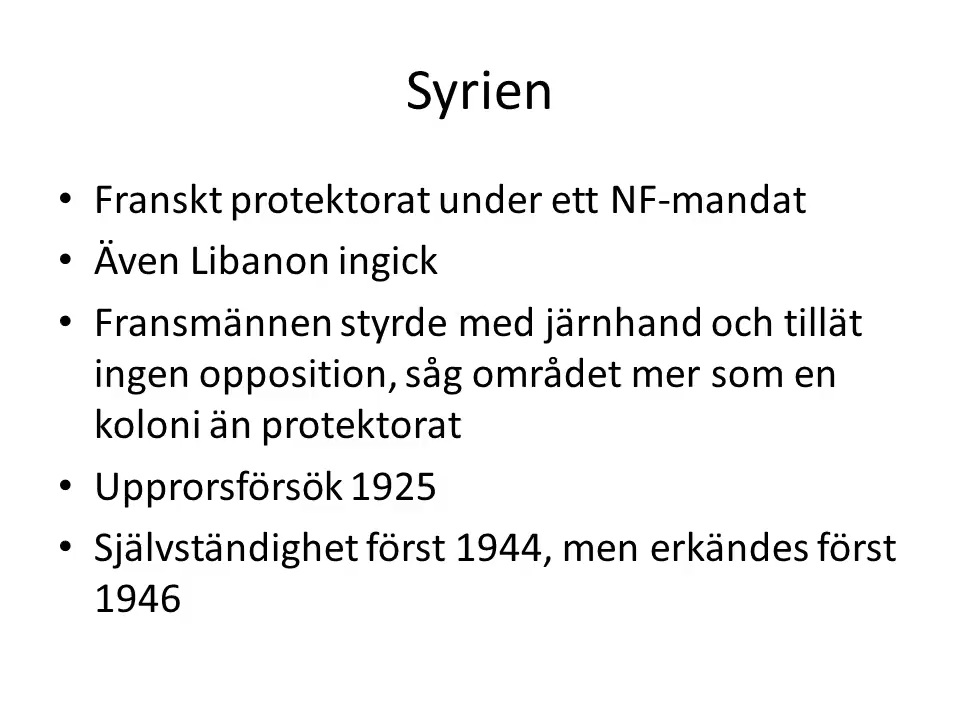 Syrien
• Franskt protektorat under ett NF-mandat
• Även Libanon ingick
• Fransmännen styrde med järnhand och tillät
ingen opposition, såg området mer som en
koloni än protektorat
• Upprorsförsök 1925
• Självständighet först 1944, men erkändes först
1946